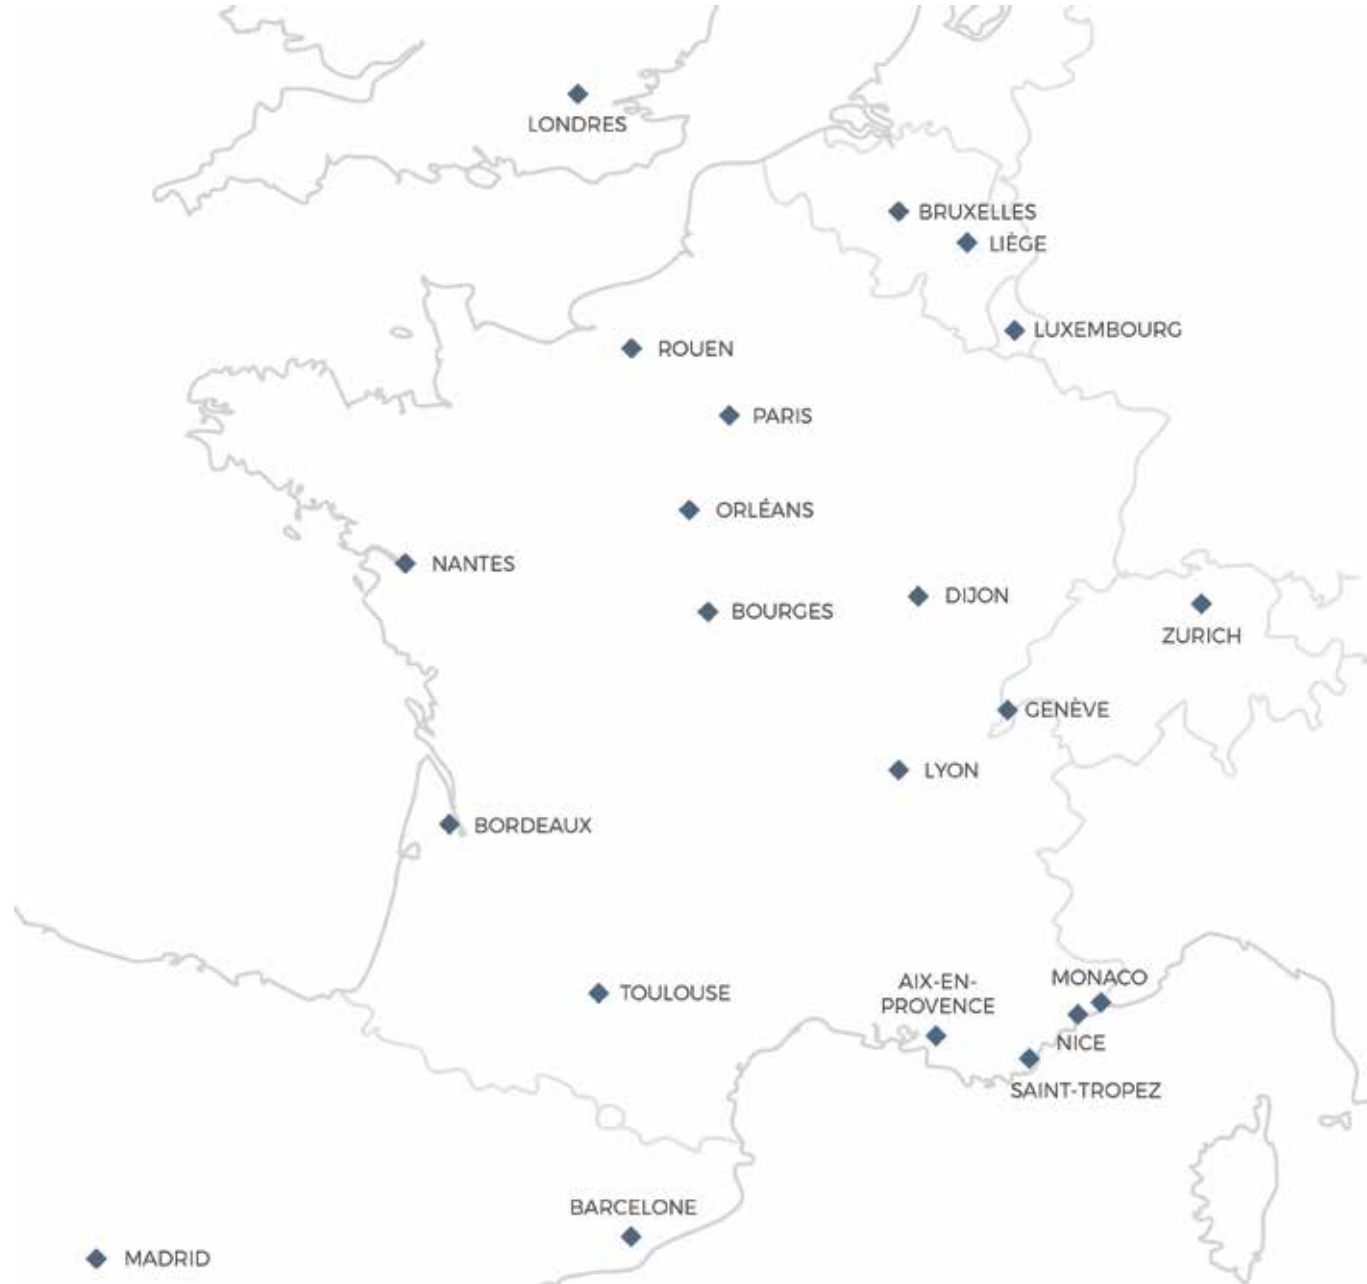 LONDRES
BRUXELLES
LIÈGE
LUXEMBOURG
ROUEN
PARIS
ORLÉANS
NANTES
DIJON
BOURGES
ZURICH
GENÈVE
LYON
BORDEAUX
TOULOUSE
AIX-EN-
PROVENCE
MONACO
NICE
SAINT-TROPEZ
BARCELONE
MADRID